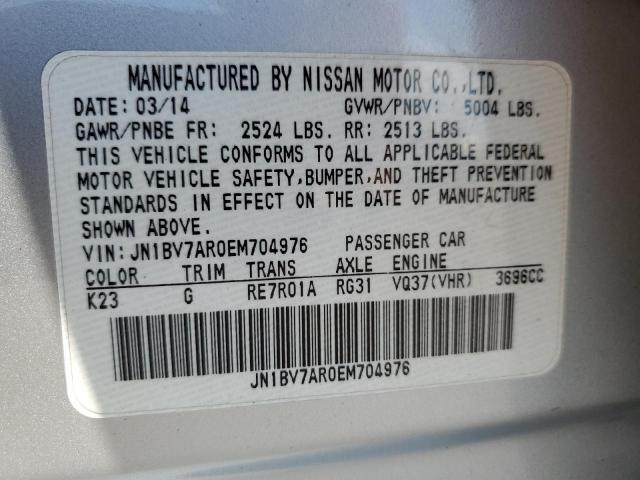 MANUFACTURED BY NISSAN MOTOR CO.,LTD.
DATE: 03/14 GVWR/PNBV: 5004 LBS.
GAWR/PNBE FR: 2524 LBS. RR: 2513 LBS.
THIS VEHICLE CONFORMS TO ALL APPLICABLE FEDERAL
MOTOR VEHICLE SAFETY,BUMPER,AND THEFT PREVENTION
STANDARDS IN EFFECT ON THE DATE OF MANUFACTURE
SHOWN ABOVE.
VIN:JN1BV7AR0EM704976 PASSENGER CAR
COLOR TRIM TRANS AXLE ENGINE
K23 G RE7R01A RG31 VQ37(VHR) 3696CC
JN1BV7AR0EM704976